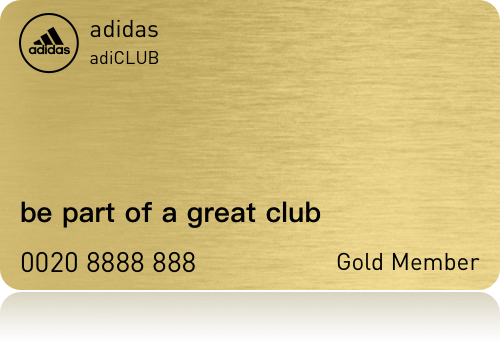 adidas
adidas
adiCLUB
be part of a great club
0020 8888 888
Gold Member